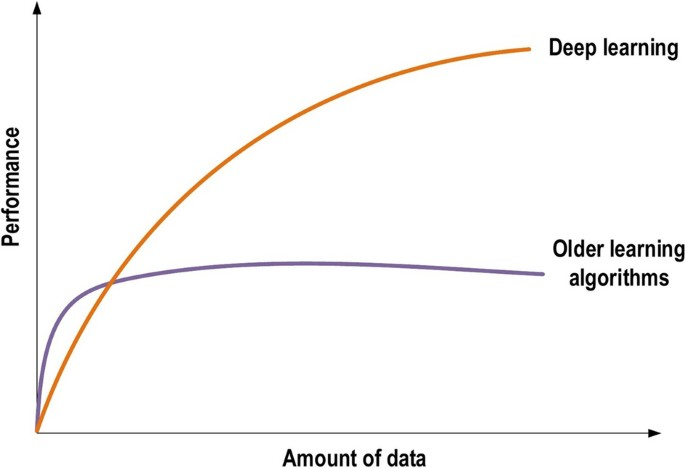 Deep learning
Performance
Older learning
algorithms
Amount of data